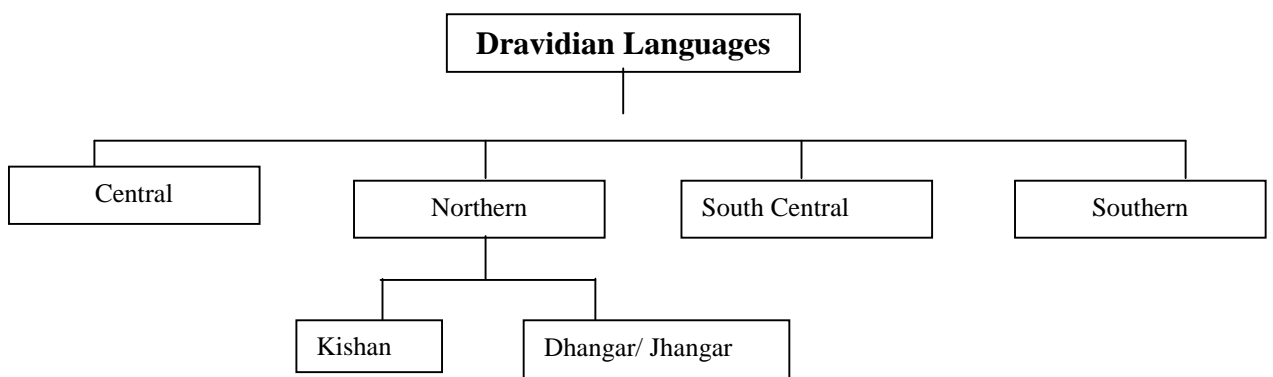 Dravidian Languages
Central
Northern
South Central
Southern
Kishan
Dhangar/ Jhangar